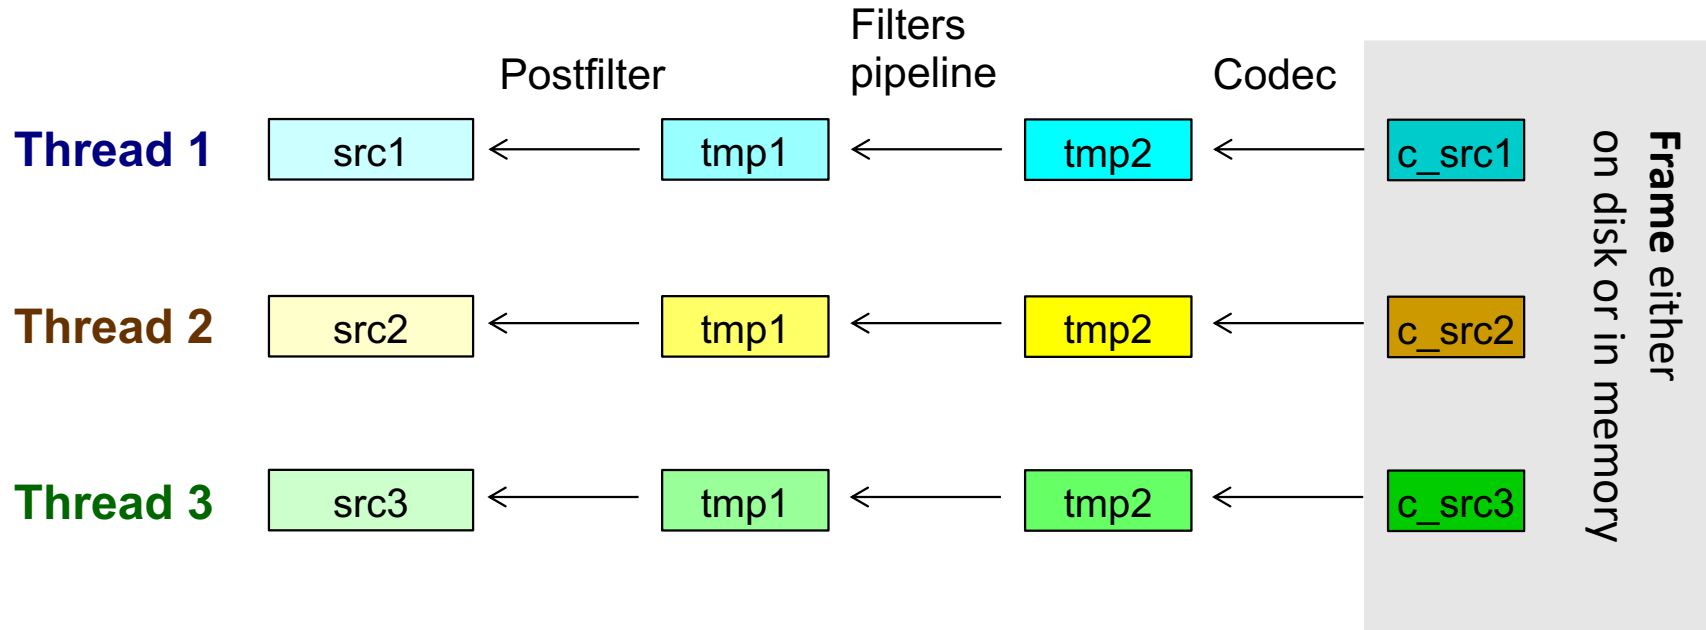 Postfilter
Filters
pipeline
Codec
Thread 1
src1
tmp1
tmp2
c_src1
Thread 2
src2
tmp1
tmp2
c_src2
Thread 3
src3
tmp1
tmp2
c_src3
Frame either
on disk or in memory